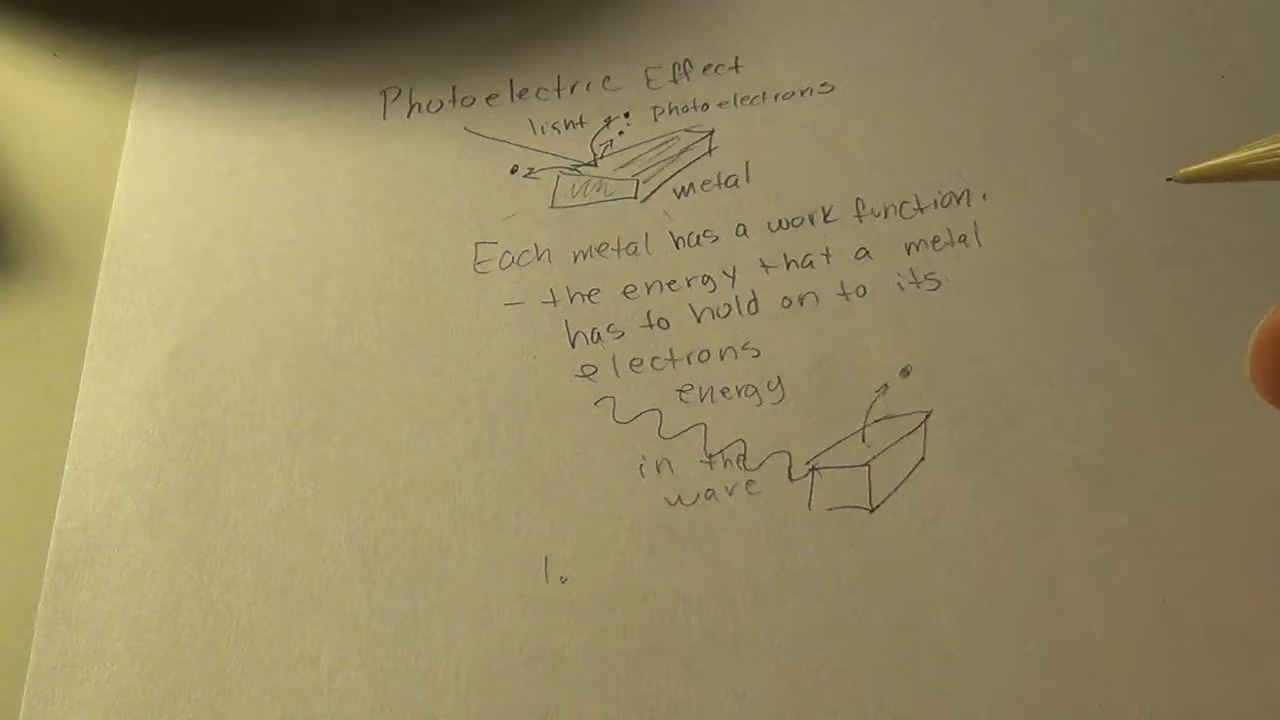 Photoelectric Effect
light photoelectrons
metal
Each metal has a work function.
- the energy that a metal
has to hold on to its
electrons
energy
in the
wave
1.